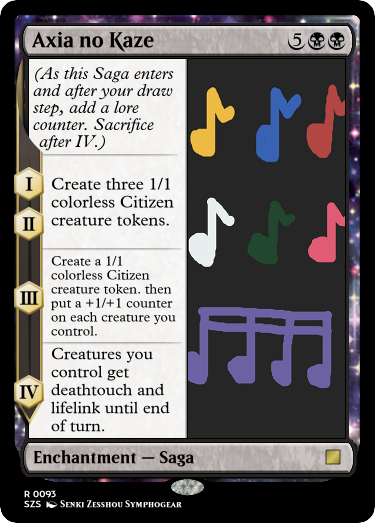 Axia no Kaze 5
(As this Saga enters
and after your draw
step, add a lore
counter. Sacrifice
after IV.)
I
Create three 1/1
colorless Citizen
creature tokens.
II
Create a 1/1
colorless Citizen
creature token. then
put a +1/+1 counter
on each creature you
control.
III
Creatures you
control get
deathtouch and
lifelink until end
of turn.
IV
Enchantment — Saga
R 0093
SZS Senki Zesshou Symphogear